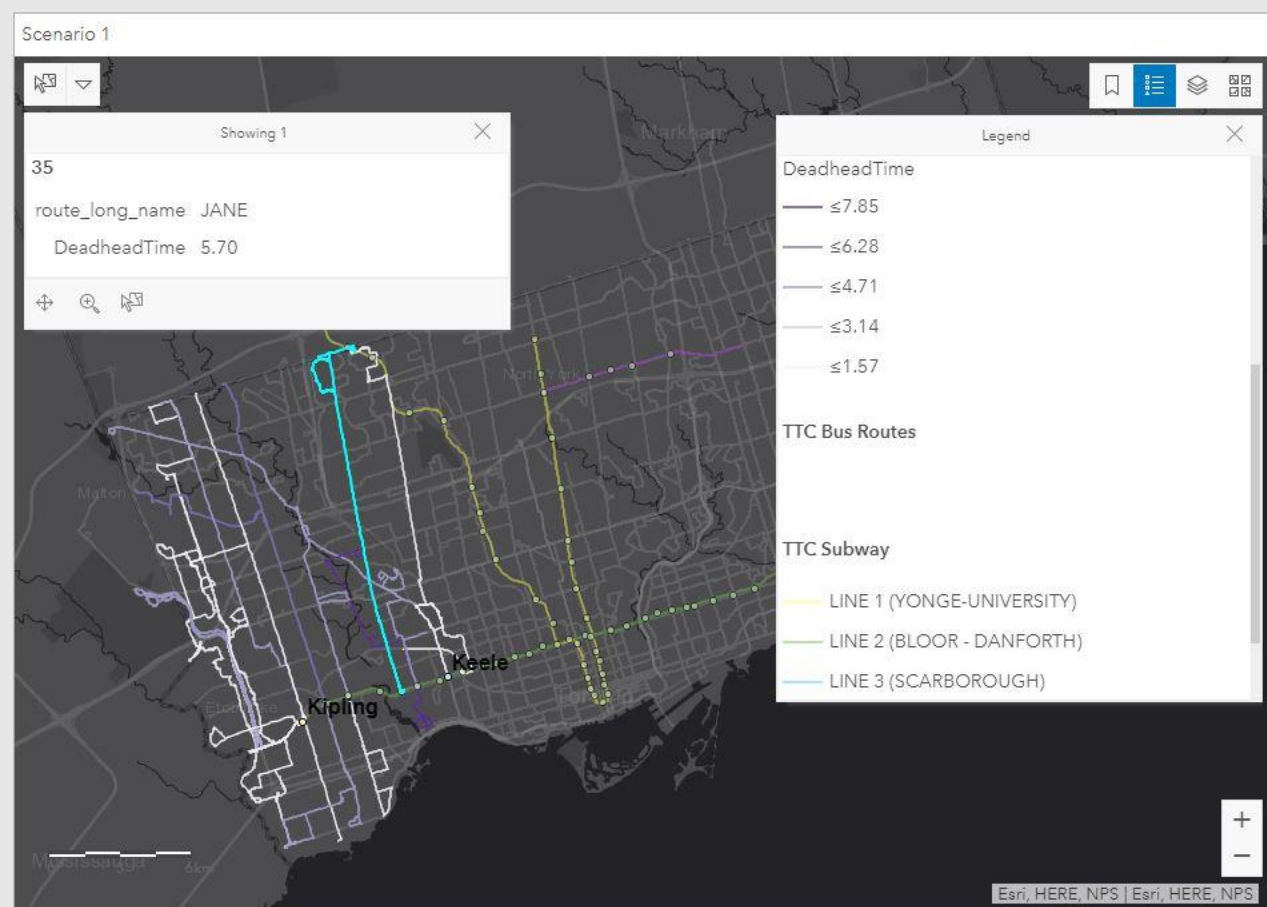 Scenario 1
Showing 1
35
route_long_name JANE
DeadheadTime 5.70
Legend
DeadheadTime
≤7.85
≤6.28
≤4.71
≤3.14
≤1.57
TTC Bus Routes
TTC Subway
LINE 1 (YONGE-UNIVERSITY)
LINE 2 (BLOOR - DANFORTH)
LINE 3 (SCARBOROUGH)
Markham
North York
Malton
Keele
Etobicoke
Kipling
Toronto
Mississauga
6km
Esri, HERE, NPS | Esri, HERE, NPS